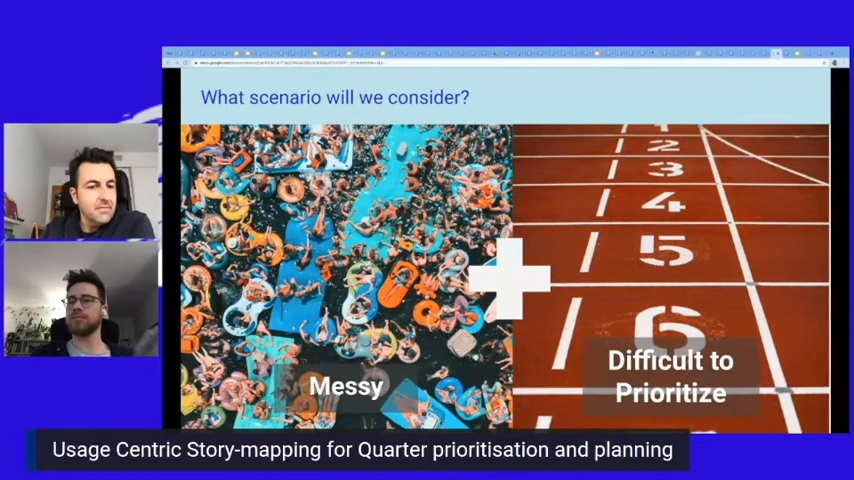 What scenario will we consider?
2
3
4
5
6
Messy
Difficult to
Prioritize
Usage Centric Story-mapping for Quarter prioritisation and planning